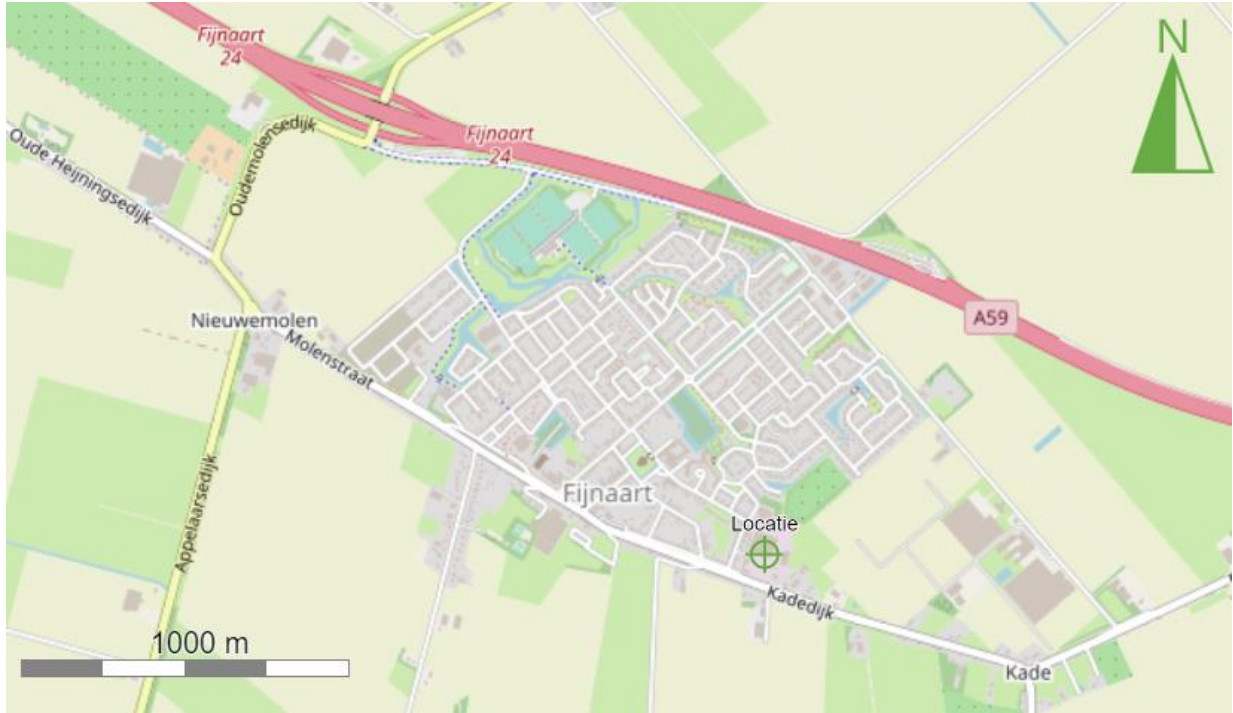 Fijnaart
24
N
Fijnaart
24
Oude Heijningsedijk
Oudemolensedijk
A59
Nieuwemolen
Molenstraat
Fijnaart
Appelaarsedijk
Locatie
Kadedijk
1000 m
Kade